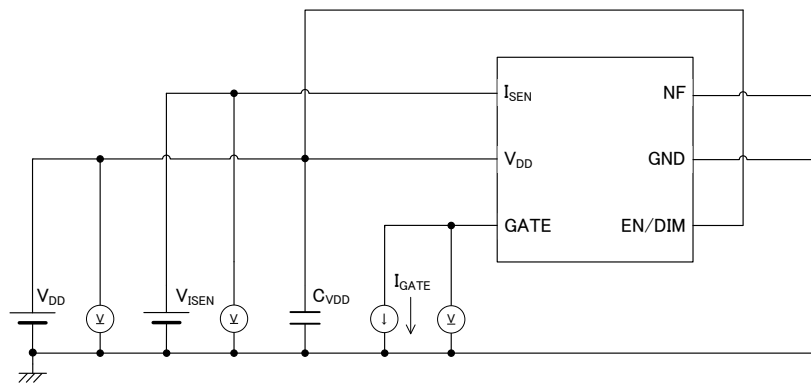 I_SEN NF
V_DD GND
GATE EN/DIM
V_DD V V_ISEN V C_VDD ↓ I_GATE V